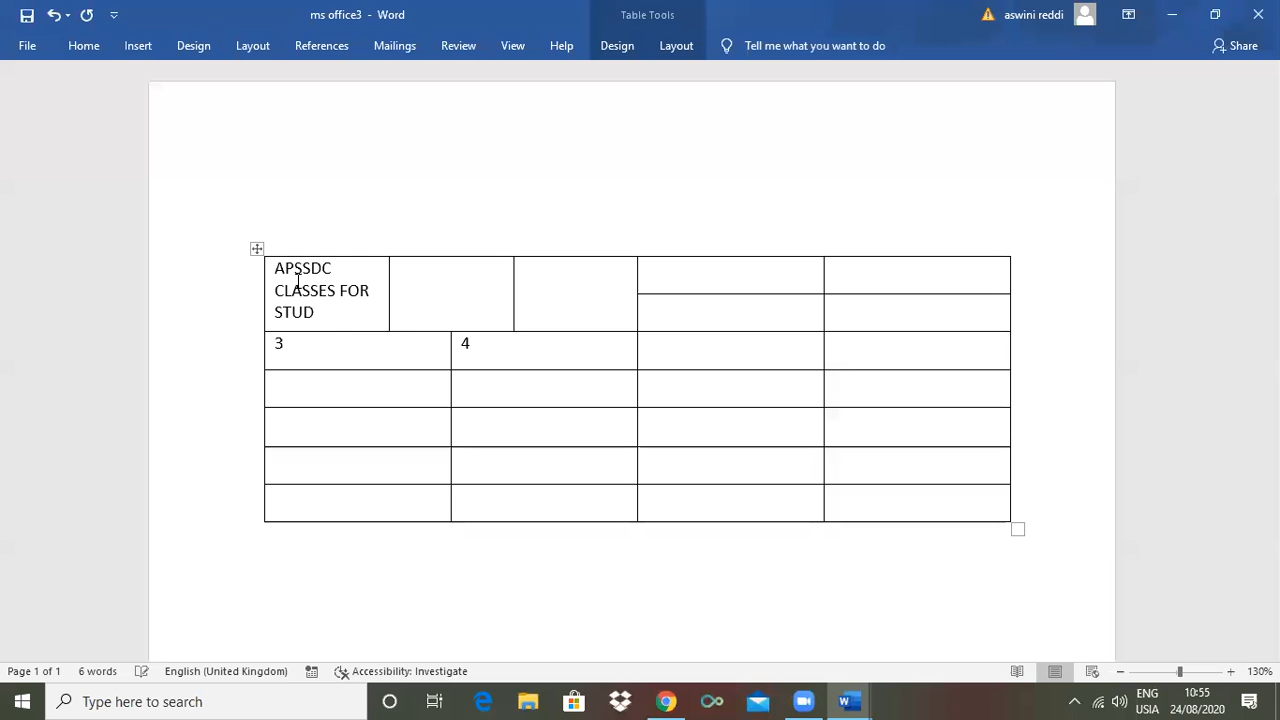 ms office3 - Word
Table Tools
aswini reddi
File Home Insert Design Layout References Mailings Review View Help Design Layout Tell me what you want to do Share
APSSDC
CLASSES FOR
STUD
3 4
Page 1 of 1 6 words English (United Kingdom) Accessibility: Investigate 130%
Type here to search
ENG
USIA
10:55
24/08/2020